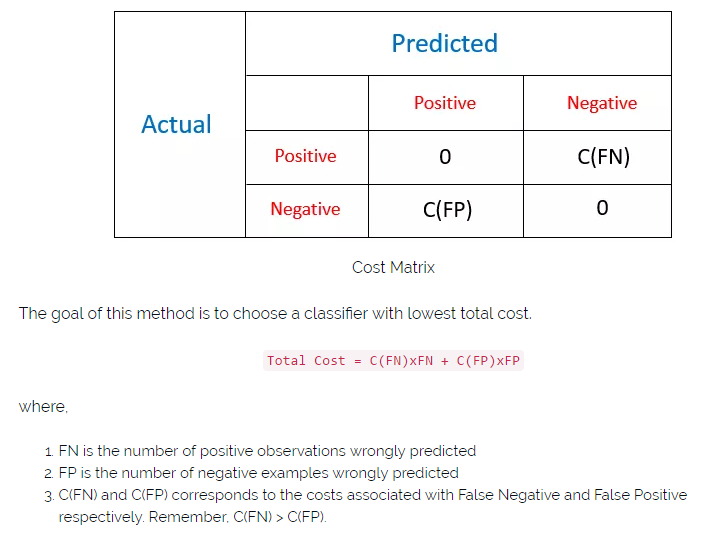 Predicted
Positive Negative
Actual
Positive 0 C(FN)
Negative C(FP) 0
Cost Matrix
The goal of this method is to choose a classifier with lowest total cost.
Total Cost = C(FN)xFN + C(FP)xFP
where,
1. FN is the number of positive observations wrongly predicted
2. FP is the number of negative examples wrongly predicted
3. C(FN) and C(FP) corresponds to the costs associated with False Negative and False Positive
respectively. Remember, C(FN) > C(FP).